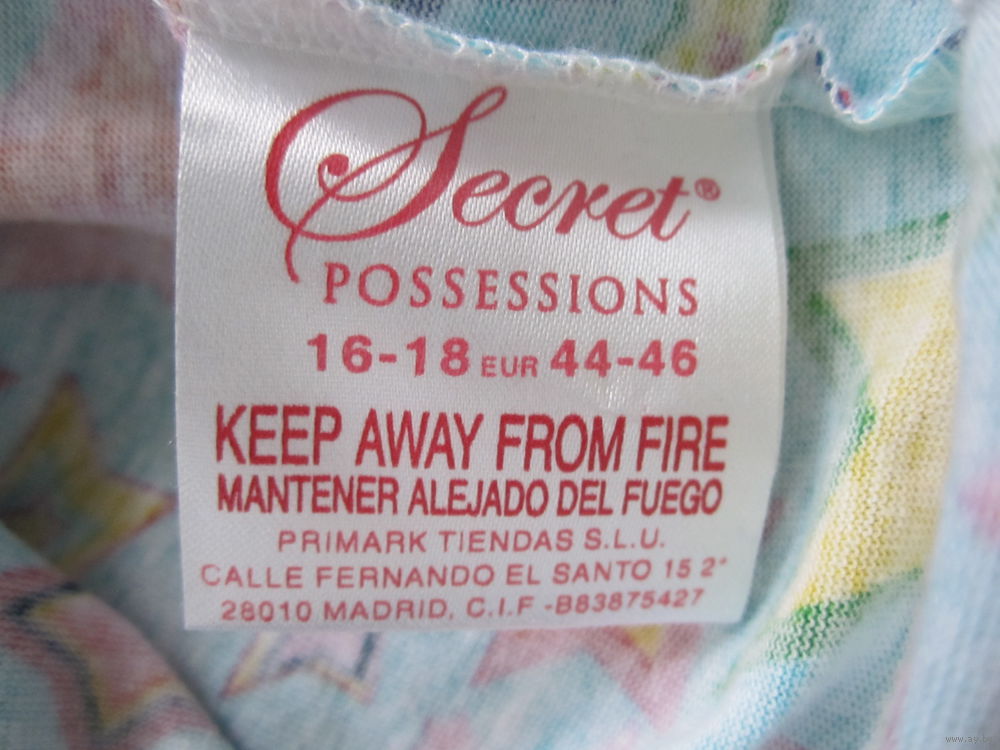 Secret®
POSSESSIONS
16-18 EUR 44-46
KEEP AWAY FROM FIRE
MANTENER ALEJADO DEL FUEGO
PRIMARK TIENDAS S.L.U.
CALLE FERNANDO EL SANTO 15 2°
28010 MADRID, C.I.F -B83875427